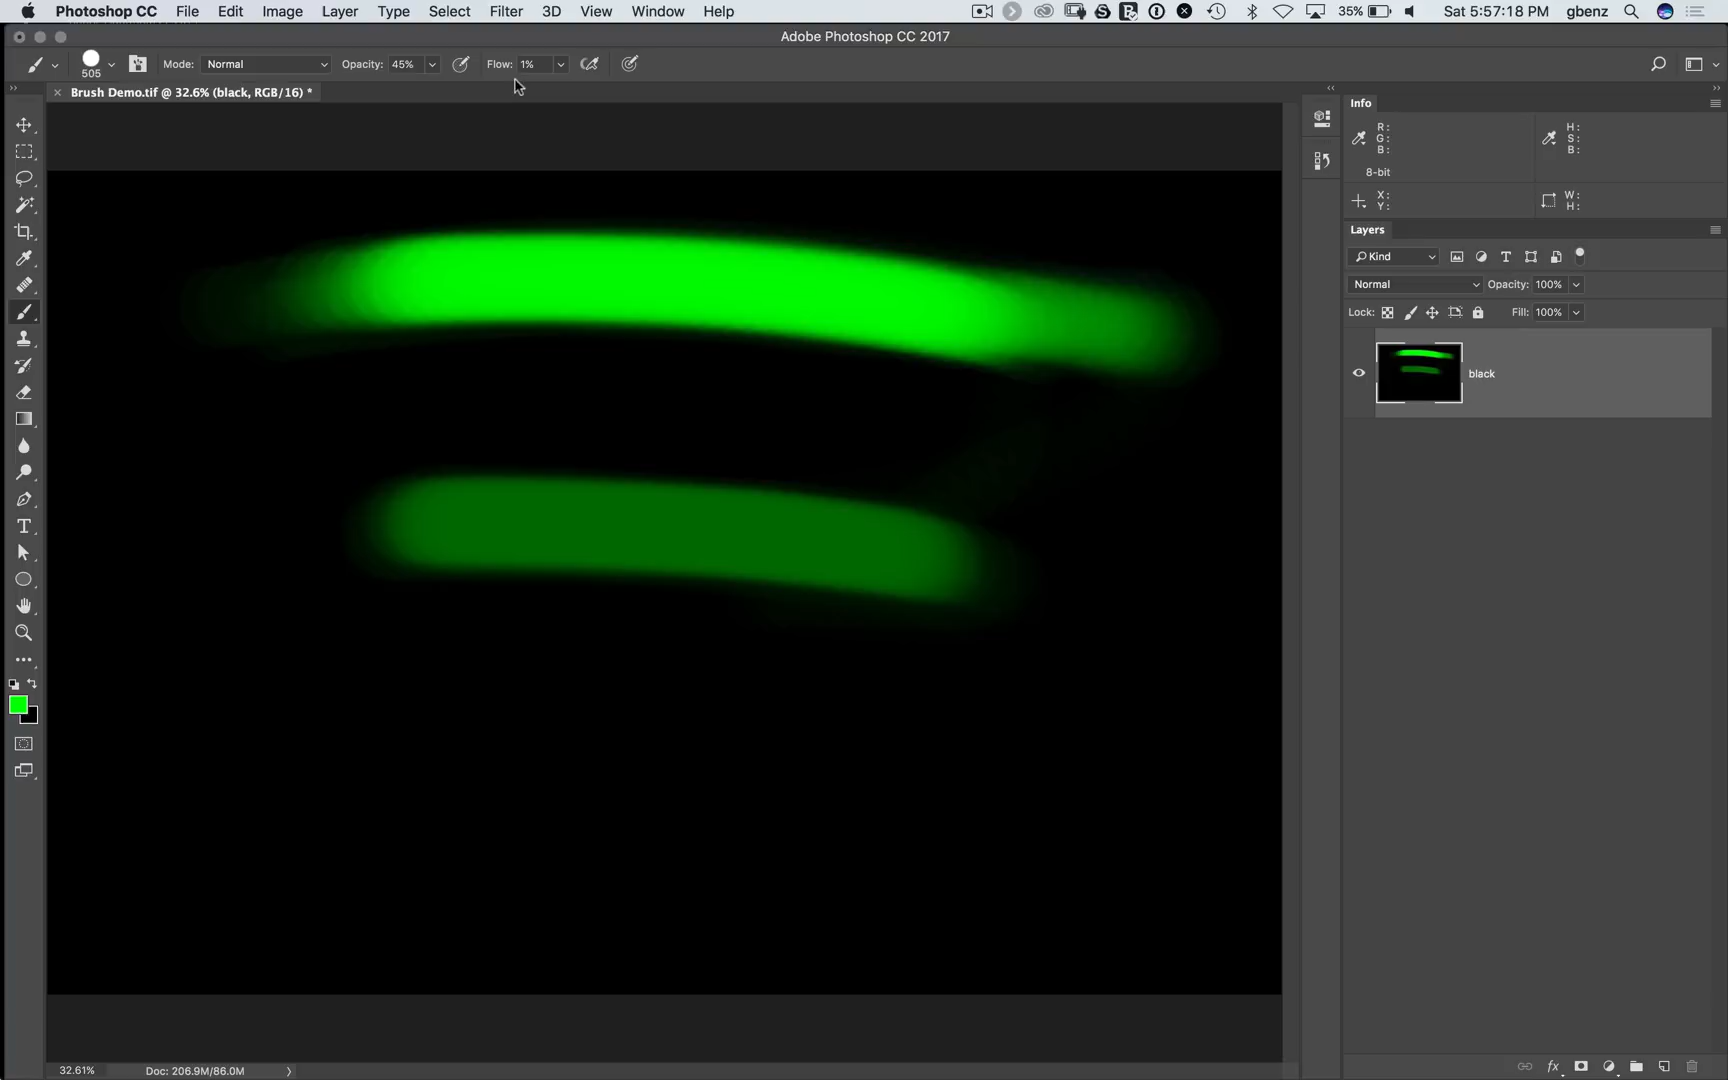 Photoshop CC File Edit Image Layer Type Select Filter 3D View Window Help 35% Sat 5:57:18 PM gbenz
Adobe Photoshop CC 2017
505 Mode: Normal Opacity: 45% Flow: 1%
× Brush Demo.tif @ 32.6% (black, RGB/16) *
Info
R: G: B:
H: S: B:
8-bit
X: Y:
W: H:
Layers
Kind
Normal Opacity: 100%
Lock: Fill: 100%
black
32.61% Doc: 206.9M/86.0M